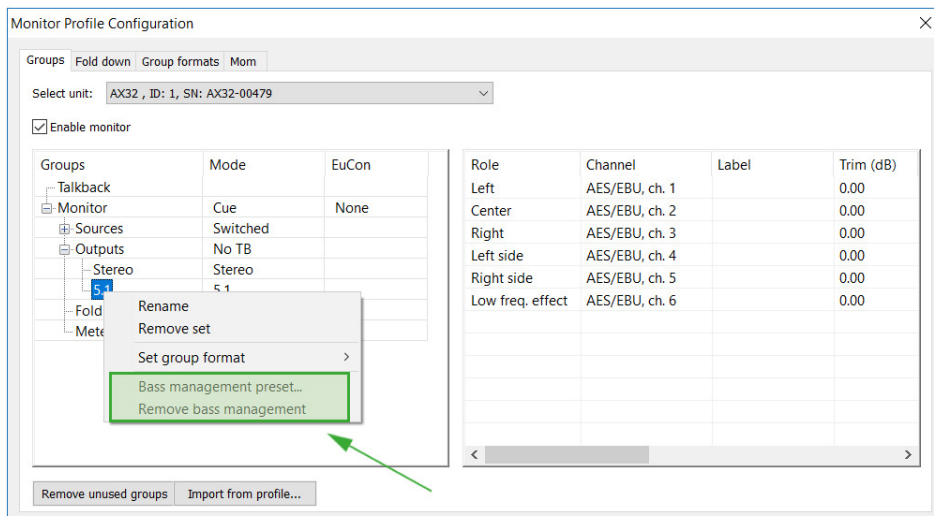 Monitor Profile Configuration
Groups Fold down Group formats Mom
Select unit: AX32 , ID: 1, SN: AX32-00479
Enable monitor
Groups Mode EuCon
Talkback
Monitor Cue None
Sources Switched
Outputs No TB
Stereo Stereo
5.1 5.1
Fold
Mete
Rename
Remove set
Set group format
Bass management preset...
Remove bass management
Role Channel Label Trim (dB)
Left AES/EBU, ch. 1 0.00
Center AES/EBU, ch. 2 0.00
Right AES/EBU, ch. 3 0.00
Left side AES/EBU, ch. 4 0.00
Right side AES/EBU, ch. 5 0.00
Low freq. effect AES/EBU, ch. 6 0.00
Remove unused groups Import from profile...